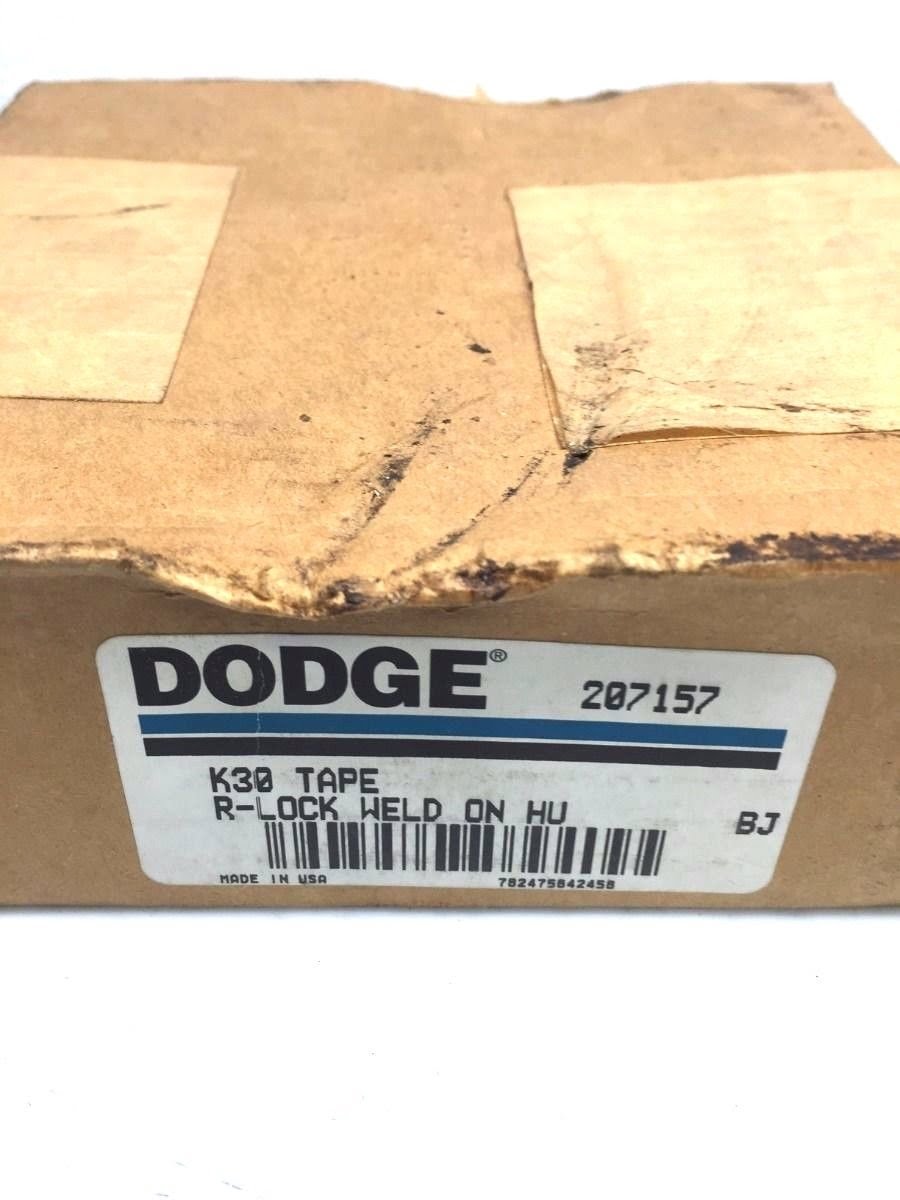 DODGE® 207157
K30 TAPE
R-LOCK WELD ON HU
BJ
MADE IN USA 782475842458